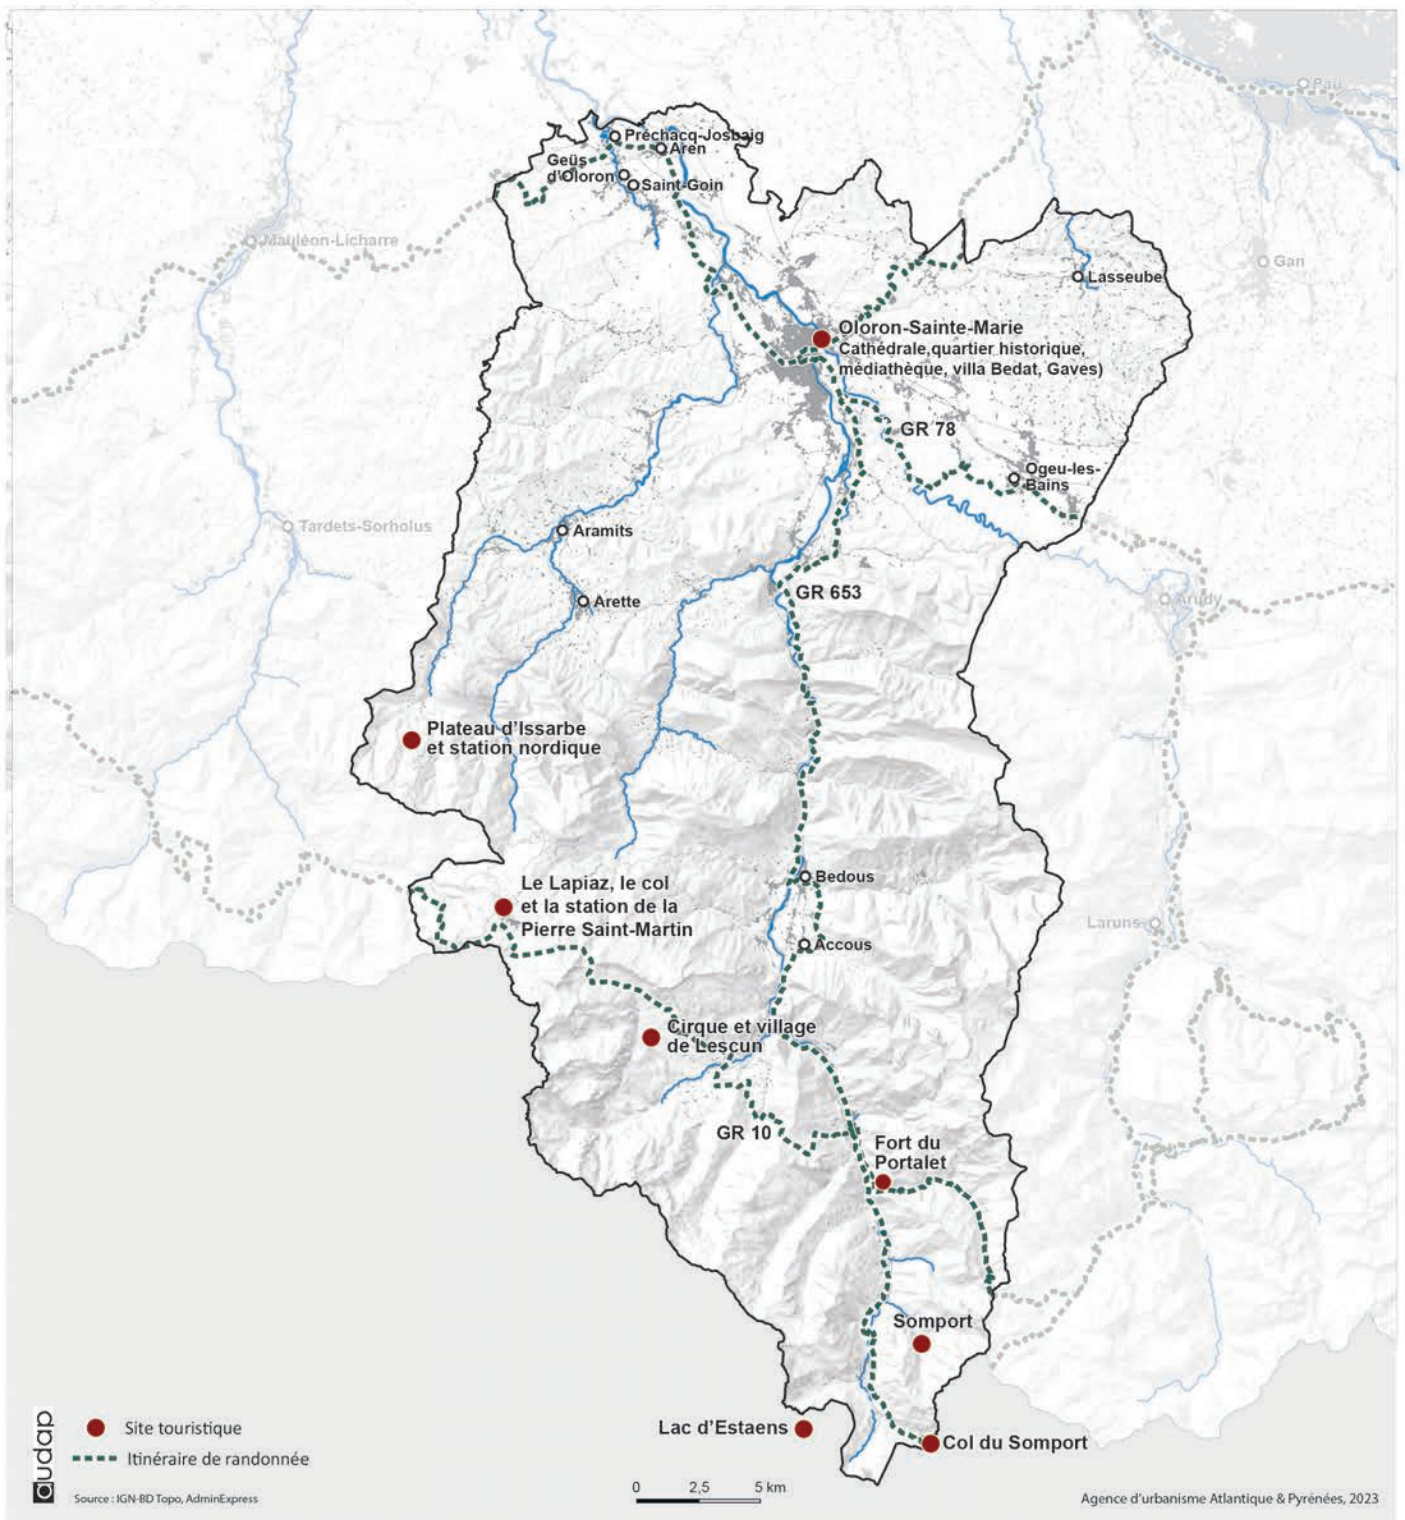 Pau
Préchacq-Josbaig
Aren
Geüs
d'Oloron
Saint-Goin
Mauléon-Licharre
Gan
Lasseube
Oloron-Sainte-Marie
Cathédrale,quartier historique,
médiathèque, villa Bedat, Gaves)
GR 78
Ogeu-les-
Bains
Tardets-Sorholus
Aramits
GR 653
Arudy
Arette
Plateau d'Issarbe
et station nordique
Bedous
Le Lapiaz, le col
et la station de la
Pierre Saint-Martin
Laruns
Accous
Cirque et village
de Lescun
GR 10
Fort du
Portalet
Somport
Lac d'Estaens
Col du Somport
audap
Site touristique
Itinéraire de randonnée
Source : IGN-BD Topo, AdminExpress
0 2,5 5 km
Agence d'urbanisme Atlantique & Pyrénées, 2023